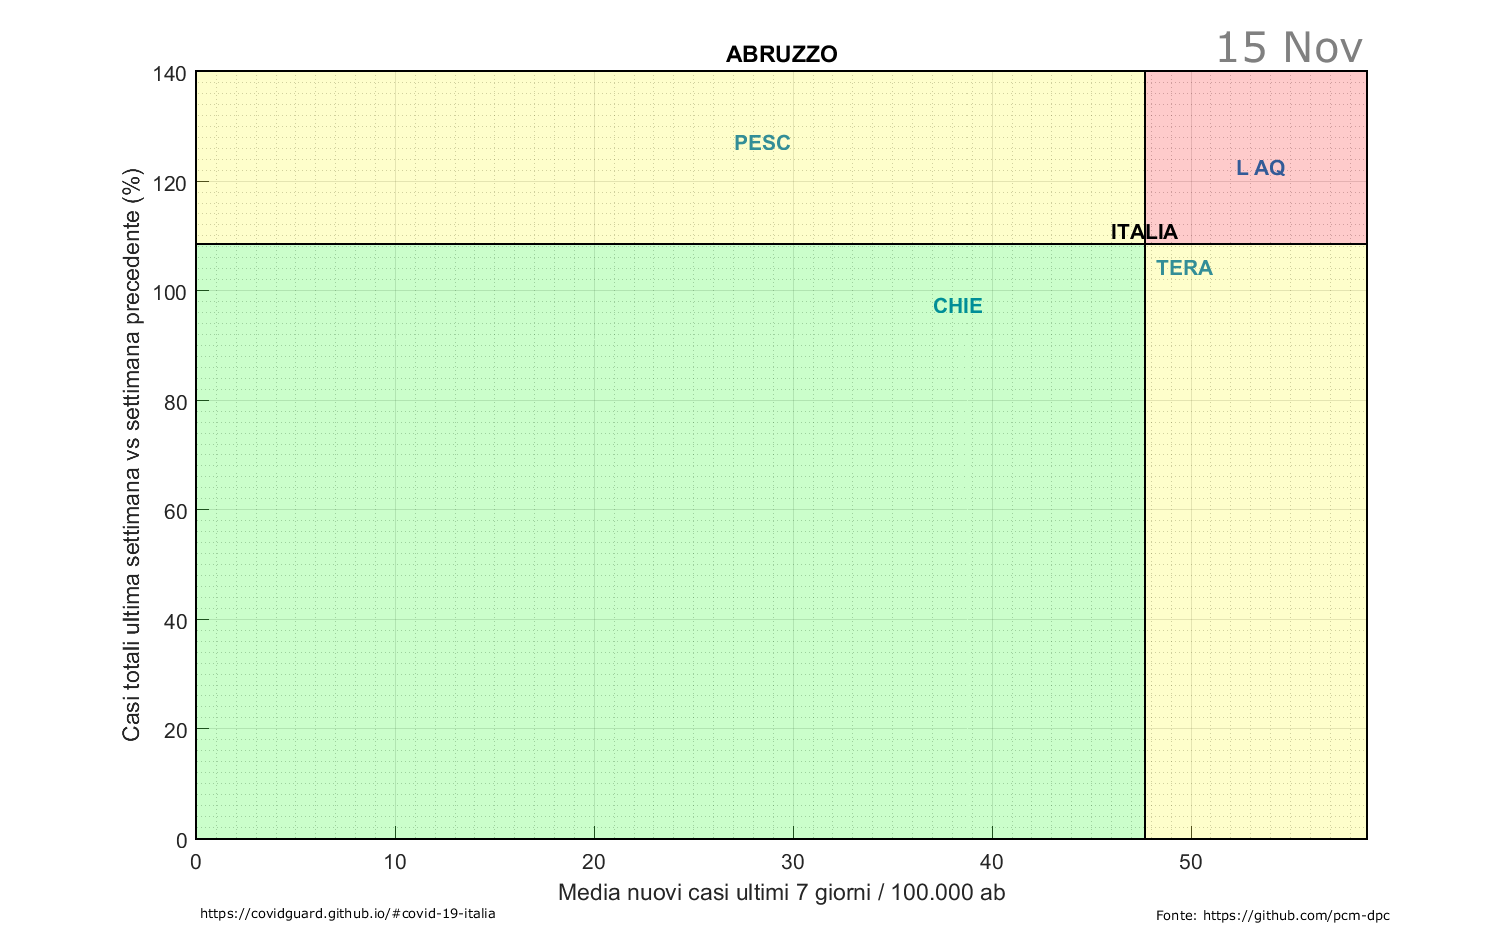 ABRUZZO
15 Nov
140
120
100
80
60
40
20
0
Casi totali ultima settimana vs settimana precedente (%)
PESC
L AQ
ITALIA
TERA
CHIE
0 10 20 30 40 50
Media nuovi casi ultimi 7 giorni / 100.000 ab
https://covidguard.github.io/#covid-19-italia
Fonte: https://github.com/pcm-dpc